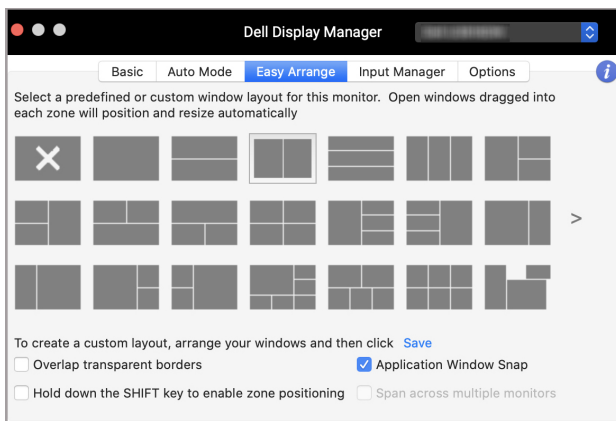 Dell Display Manager
Basic Auto Mode Easy Arrange Input Manager Options i
Select a predefined or custom window layout for this monitor. Open windows dragged into
each zone will position and resize automatically
>
To create a custom layout, arrange your windows and then click Save
Overlap transparent borders Application Window Snap
Hold down the SHIFT key to enable zone positioning Span across multiple monitors